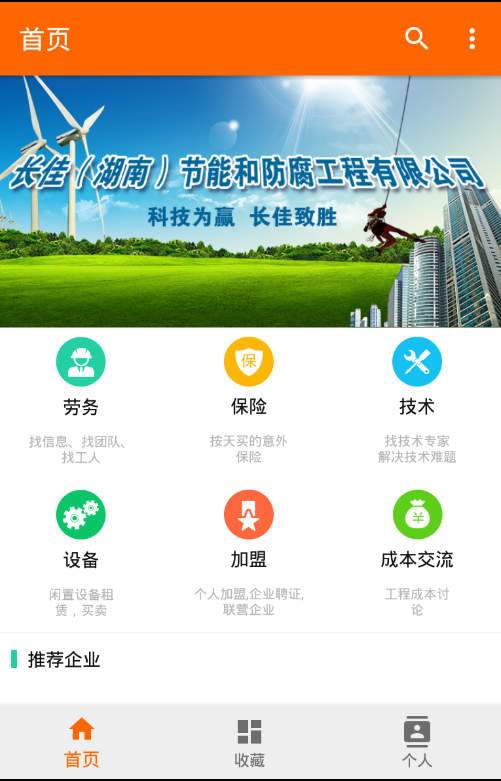 首页
长佳（湖南）节能和防腐工程有限公司
科技为赢 长佳致胜
保
劳务
保险
技术
找信息、找团队、
找工人
按天买的意外
保险
找技术专家
解决技术难题
¥
设备
加盟
成本交流
闲置设备租
赁，买卖
个人加盟,企业聘证,
联营企业
工程成本讨
论
推荐企业
首页
收藏
个人